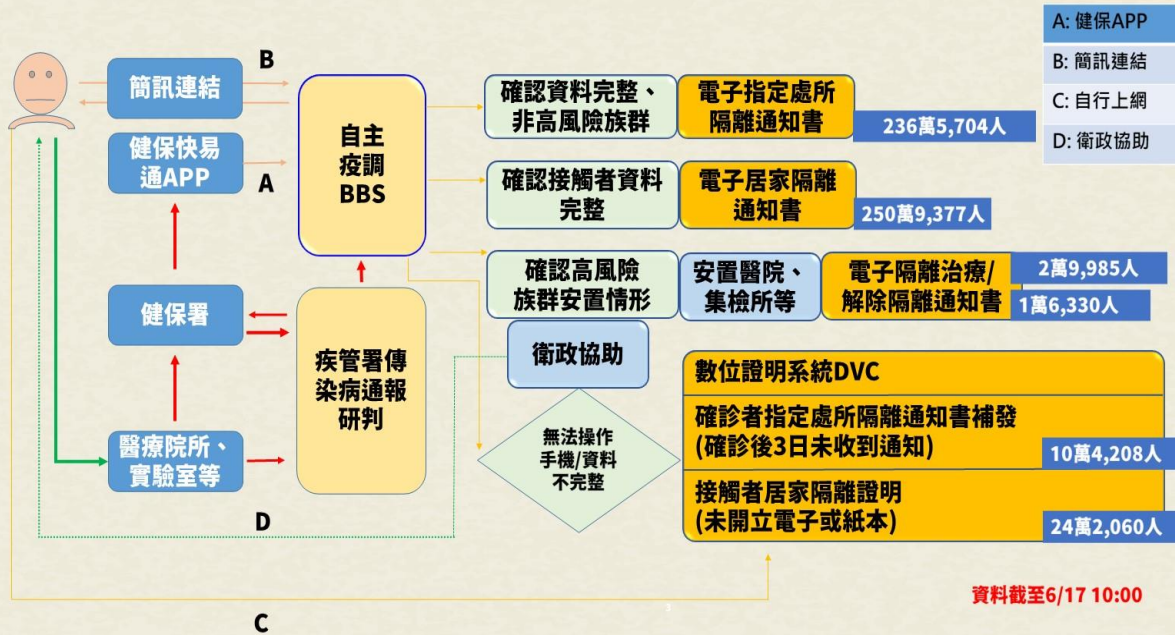 A: 健保APP
B: 簡訊連結
C: 自行上網
D: 衛政協助
簡訊連結
B
健保快易
通APP
A
自主
疫調
BBS
確認資料完整、
非高風險族群
電子指定處所
隔離通知書
236萬5,704人
確認接觸者資料
完整
電子居家隔離
通知書
250萬9,377人
確認高風險
族群安置情形
安置醫院、
集檢所等
電子隔離治療/
解除隔離通知書
2萬9,985人
1萬6,330人
健保署
疾管署傳
染病通報
研判
醫療院所、
實驗室等
衛政協助
無法操作
手機/資料
不完整
數位證明系統DVC
確診者指定處所隔離通知書補發
(確診後3日未收到通知)
10萬4,208人
接觸者居家隔離證明
(未開立電子或紙本)
24萬2,060人
D
資料截至6/17 10:00
3
C